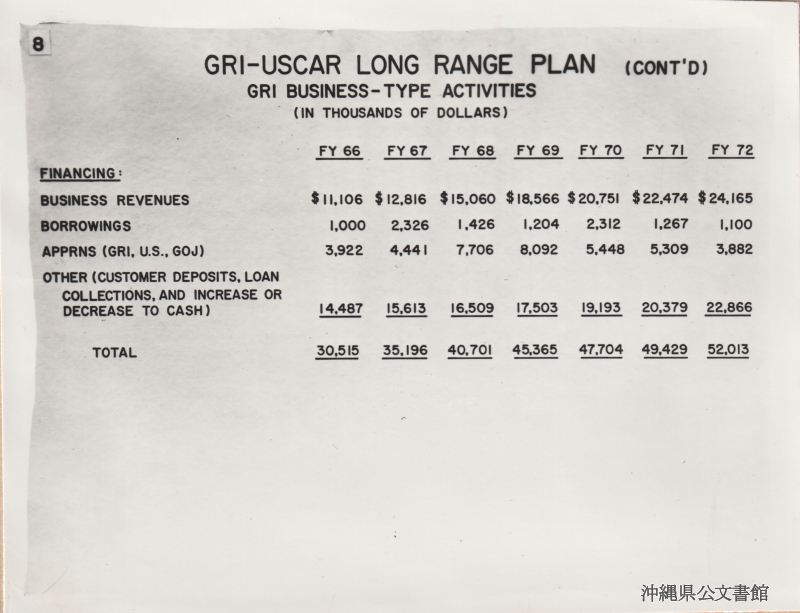 8
GRI-USCAR LONG RANGE PLAN (CONT'D)
GRI BUSINESS-TYPE ACTIVITIES
(IN THOUSANDS OF DOLLARS)
FY 66 FY 67 FY 68 FY 69 FY 70 FY 71 FY 72
FINANCING:
BUSINESS REVENUES $11,106 $12,816 $15,060 $18,566 $20,751 $22,474 $24,165
BORROWINGS 1,000 2,326 1,426 1,204 2,312 1,267 1,100
APPRNS (GRI, U.S., GOJ) 3,922 4,441 7,706 8,092 5,448 5,309 3,882
OTHER (CUSTOMER DEPOSITS, LOAN
COLLECTIONS, AND INCREASE OR
DECREASE TO CASH) 14,487 15,613 16,509 17,503 19,193 20,379 22,866
TOTAL 30,515 35,196 40,701 45,365 47,704 49,429 52,013
沖縄県公文書館